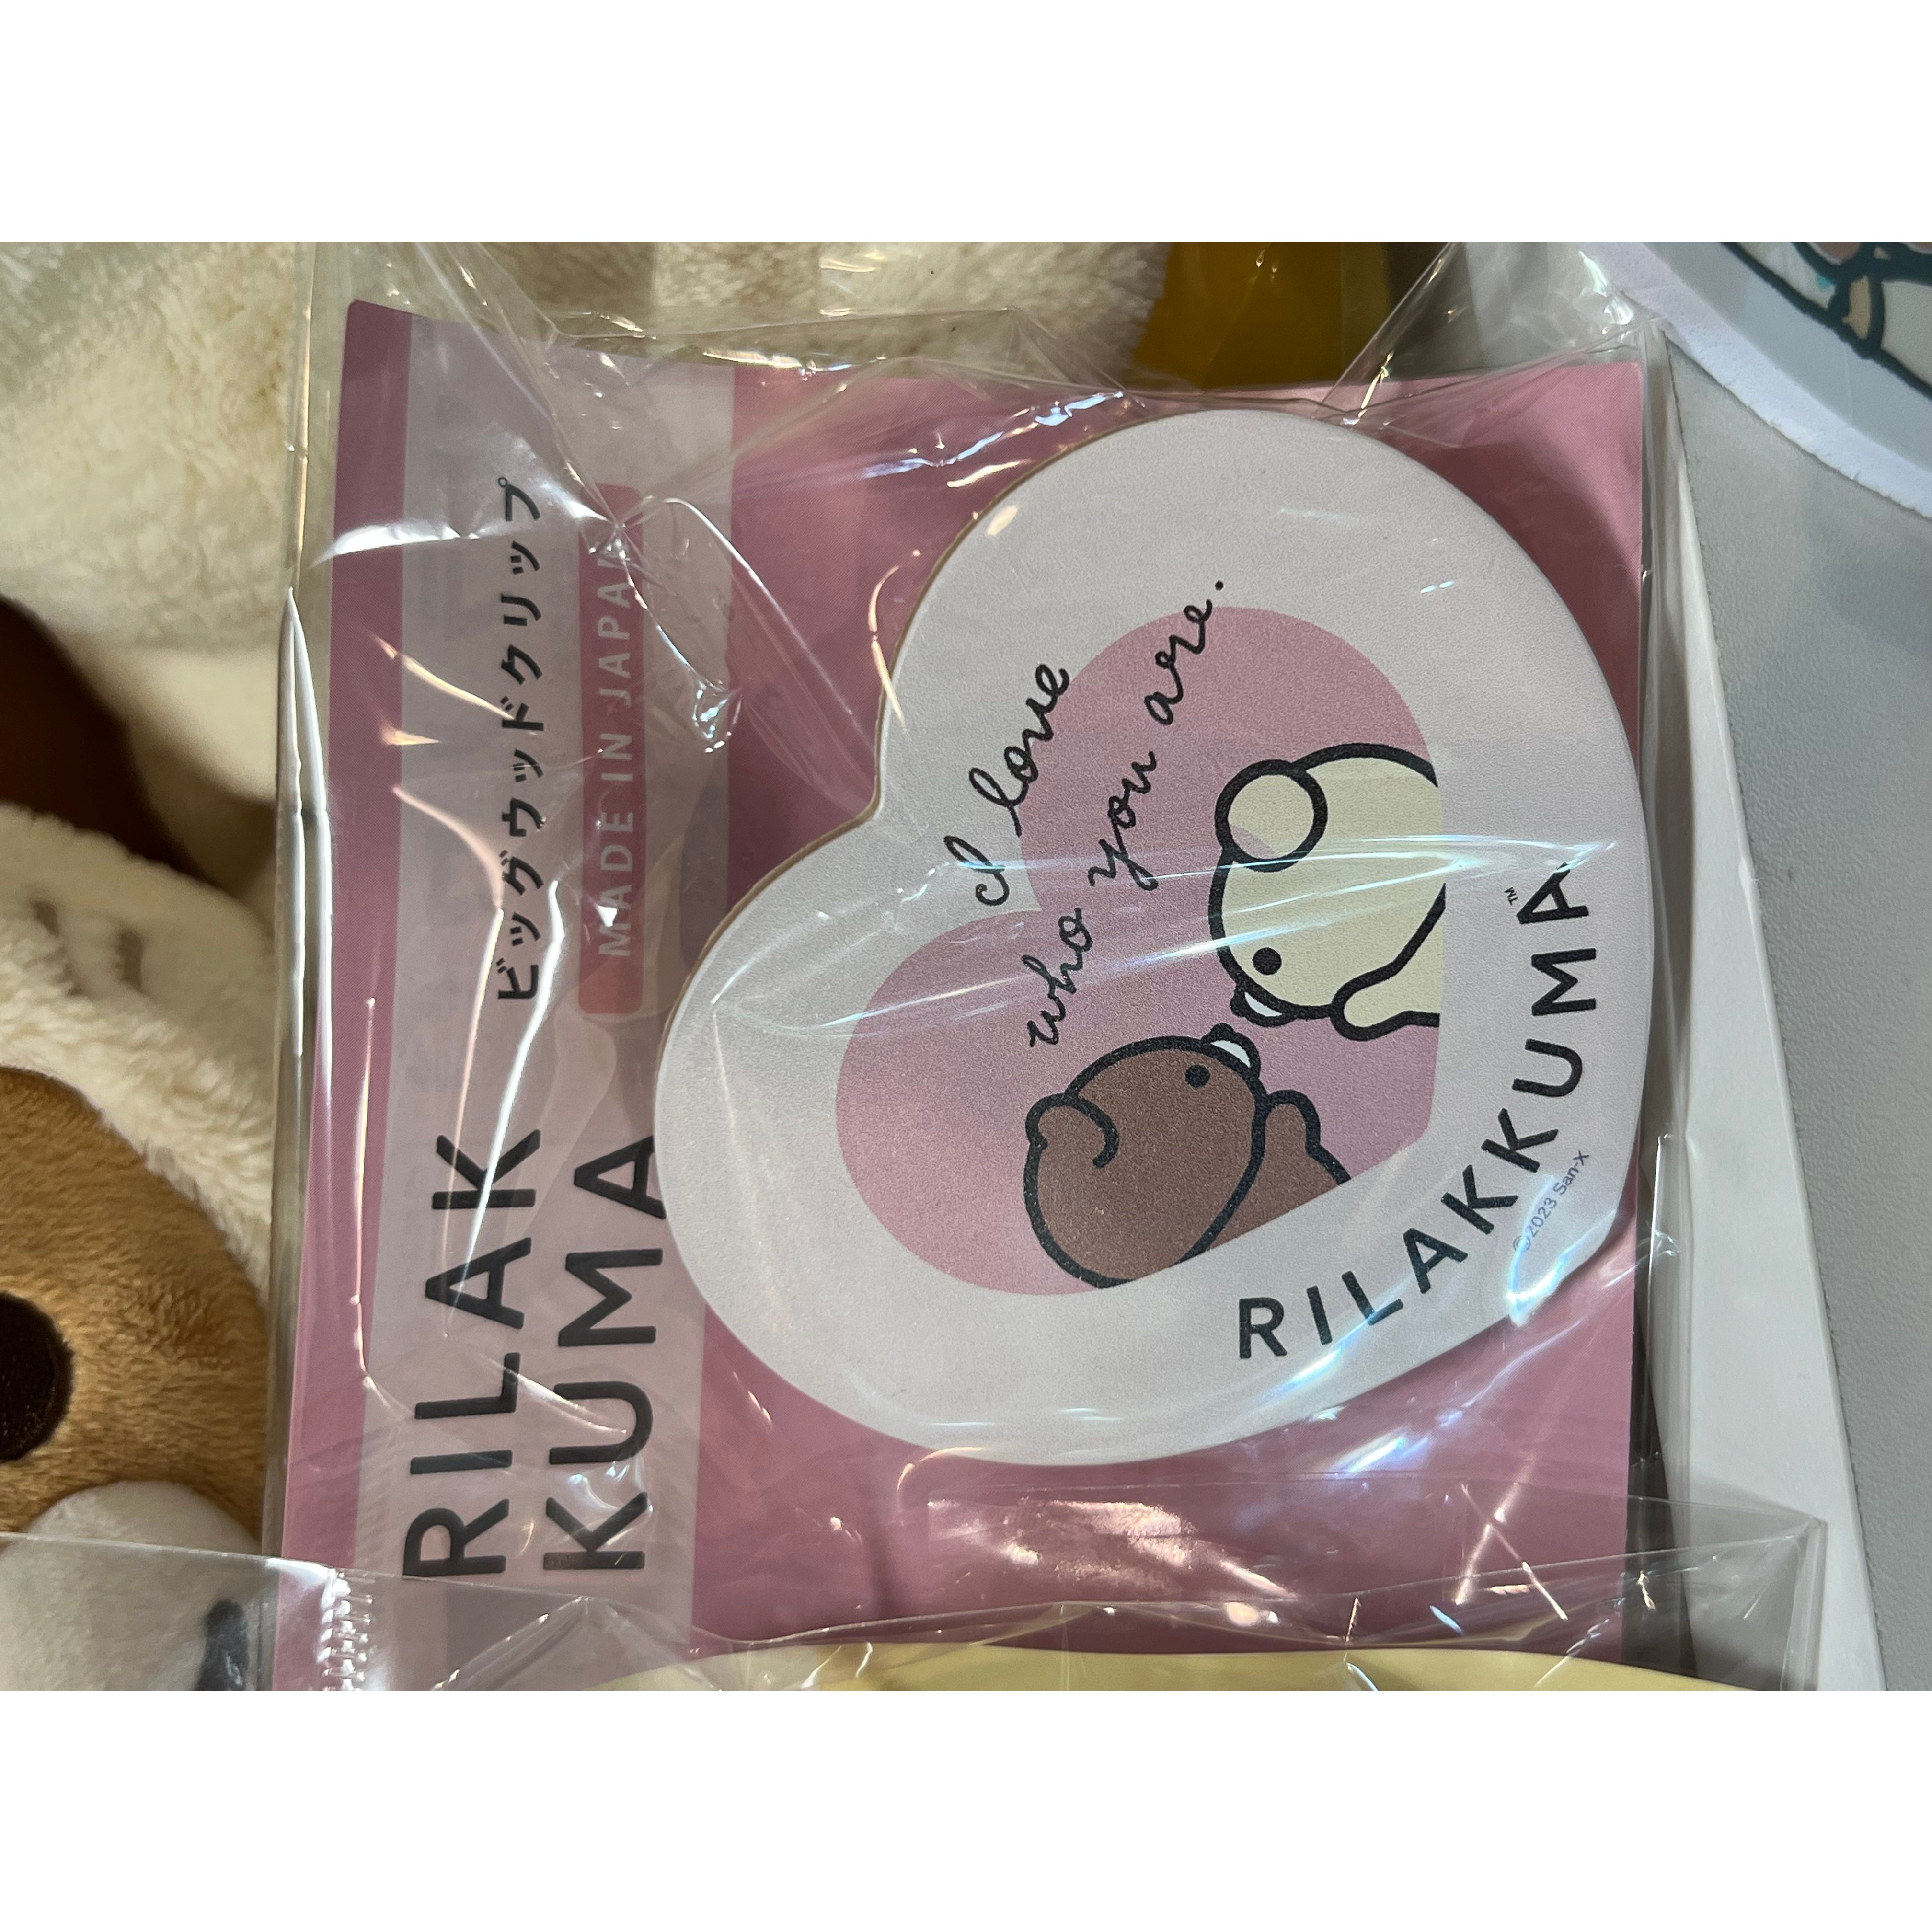 RILAK
KUMA
ビッグウッドクリップ
MADE IN JAPAN
I love
who you are.
RILAKKUMA™
©2023 San-x